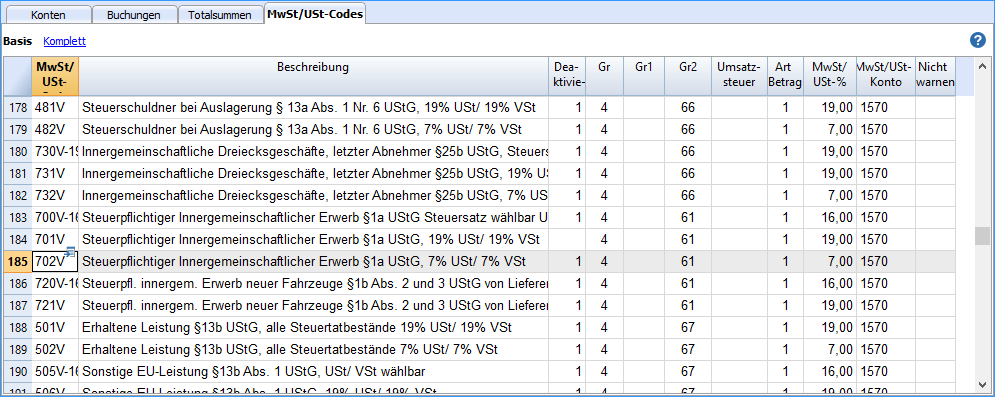 Konten Buchungen Totalsummen MwSt/USt-Codes
Basis Komplett
MwSt/ USt- Beschreibung Dea- aktivie- Gr Gr1 Gr2 Umsatz- steuer Art Betrag MwSt/ USt-% MwSt/USt- Konto Nicht warnen
178 481V Steuerschuldner bei Auslagerung § 13a Abs. 1 Nr. 6 UStG, 19% USt/ 19% VSt 1 4 66 1 19,00 1570
179 482V Steuerschuldner bei Auslagerung § 13a Abs. 1 Nr. 6 UStG, 7% USt/ 7% VSt 1 4 66 1 7,00 1570
180 730V-19 Innergemeinschaftliche Dreiecksgeschäfte, letzter Abnehmer §25b UStG, Steuers 1 4 66 1 19,00 1570
181 731V Innergemeinschaftliche Dreiecksgeschäfte, letzter Abnehmer §25b UStG, 19% US 1 4 66 1 19,00 1570
182 732V Innergemeinschaftliche Dreiecksgeschäfte, letzter Abnehmer §25b UStG, 7% US 1 4 66 1 7,00 1570
183 700V-16 Steuerpflichtiger Innergemeinschaftlicher Erwerb §1a UStG Steuersatz wählbar U 1 4 61 1 16,00 1570
184 701V Steuerpflichtiger Innergemeinschaftlicher Erwerb §1a UStG, 19% USt/ 19% VSt 4 61 1 19,00 1570
185 702V Steuerpflichtiger Innergemeinschaftlicher Erwerb §1a UStG, 7% USt/ 7% VSt 1 4 61 1 7,00 1570
186 720V-16 Steuerpfl. innergem. Erwerb neuer Fahrzeuge §1b Abs. 2 und 3 UStG von Lieferen 1 4 61 1 16,00 1570
187 721V Steuerpfl. innergem. Erwerb neuer Fahrzeuge §1b Abs. 2 und 3 UStG von Lieferen 1 4 61 1 19,00 1570
188 501V Erhaltene Leistung §13b UStG, alle Steuertatbestände 19% USt/ 19% VSt 1 4 67 1 19,00 1570
189 502V Erhaltene Leistung §13b UStG, alle Steuertatbestände 7% USt/ 7% VSt 1 4 67 1 7,00 1570
190 505V-16 Sonstige EU-Leistung §13b Abs. 1 UStG, USt/ VSt wählbar 1 4 67 1 16,00 1570
191 506V Sonstige EU-Leistung §13b Abs. 1 UStG, 19% USt/ 19% VSt 1 4 67 1 19,00 1570